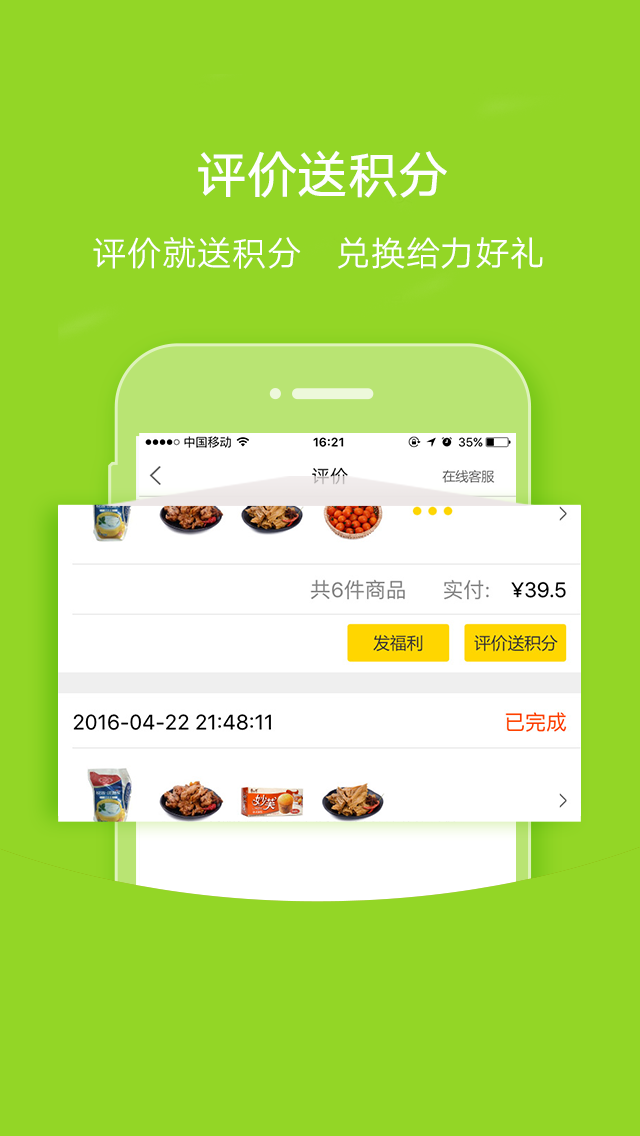 评价送积分
评价就送积分 兑换给力好礼
中国移动 16:21 35%
评价 在线客服
共6件商品 实付: ¥39.5
发福利 评价送积分
2016-04-22 21:48:11 已完成
妙芙